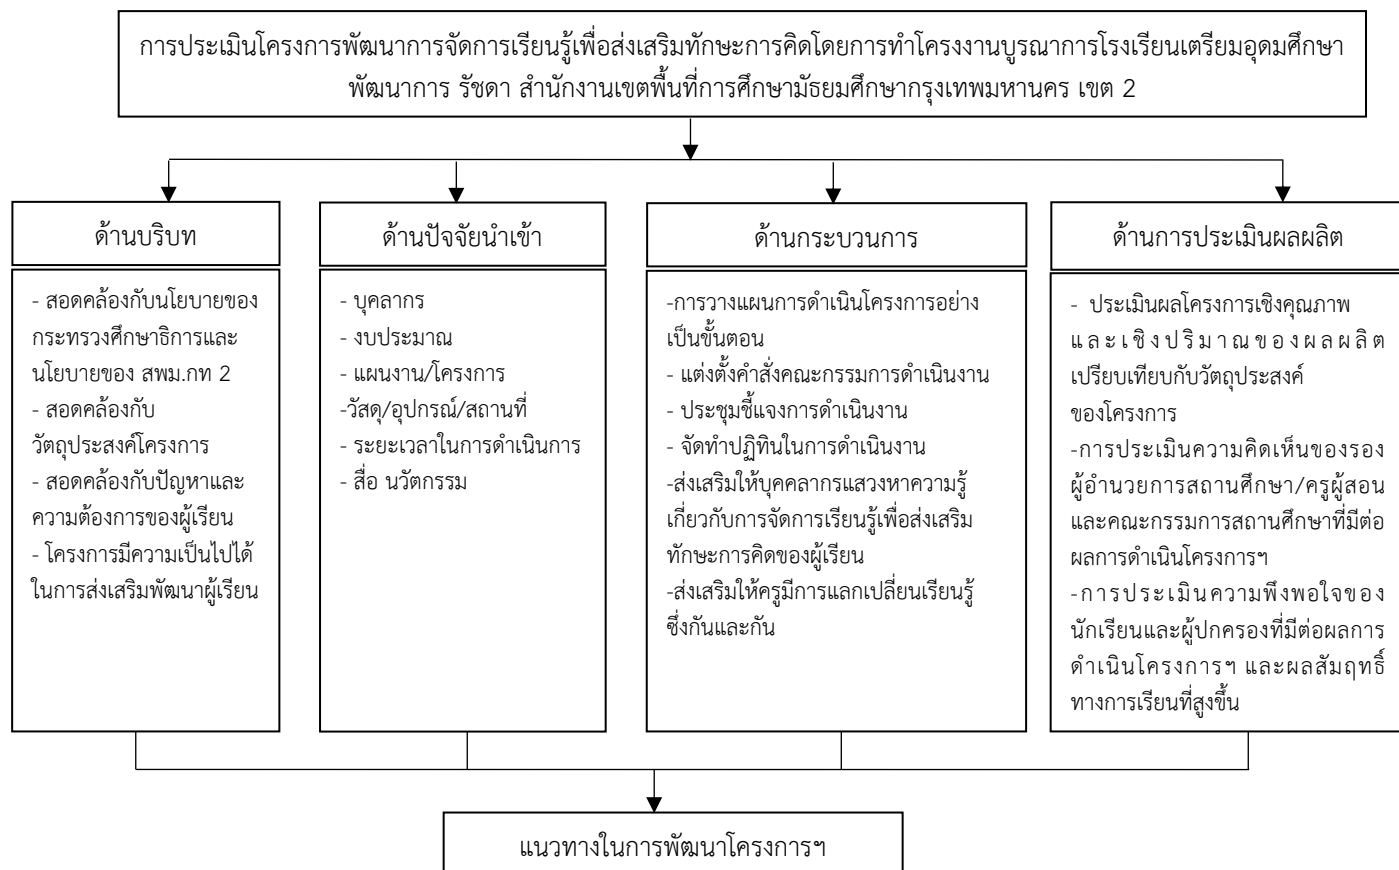 การประเมินโครงการพัฒนาการจัดการเรียนรู้เพื่อส่งเสริมทักษะการคิดโดยการทำโครงงานบูรณาการโรงเรียนเตรียมอุดมศึกษา
พัฒนาการ รัชดา สำนักงานเขตพื้นที่การศึกษามัธยมศึกษากรุงเทพมหานคร เขต 2
ด้านบริบท
- สอดคล้องกับนโยบายของ
กระทรวงศึกษาธิการและ
นโยบายของ สพม.กท 2
- สอดคล้องกับ
วัตถุประสงค์โครงการ
- สอดคล้องกับปัญหาและ
ความต้องการของผู้เรียน
- โครงการมีความเป็นไปได้
ในการส่งเสริมพัฒนาผู้เรียน
ด้านปัจจัยนำเข้า
- บุคลากร
- งบประมาณ
- แผนงาน/โครงการ
-วัสดุ/อุปกรณ์/สถานที่
- ระยะเวลาในการดำเนินการ
- สื่อ นวัตกรรม
ด้านกระบวนการ
-การวางแผนการดำเนินโครงการอย่าง
เป็นขั้นตอน
- แต่งตั้งคำสั่งคณะกรรมการดำเนินงาน
- ประชุมชี้แจงการดำเนินงาน
- จัดทำปฏิทินในการดำเนินงาน
-ส่งเสริมให้บุคคลากรแสวงหาความรู้
เกี่ยวกับการจัดการเรียนรู้เพื่อส่งเสริม
ทักษะการคิดของผู้เรียน
-ส่งเสริมให้ครูมีการแลกเปลี่ยนเรียนรู้
ซึ่งกันและกัน
ด้านการประเมินผลผลิต
- ประเมินผลโครงการเชิงคุณภาพ
และเชิงปริมาณของผลผลิต
เปรียบเทียบกับวัตถุประสงค์
ของโครงการ
-การประเมินความคิดเห็นของรอง
ผู้อำนวยการสถานศึกษา/ครูผู้สอน
และคณะกรรมการสถานศึกษาที่มีต่อ
ผลการดำเนินโครงการฯ
-การประเมินความพึงพอใจของ
นักเรียนและผู้ปกครองที่มีต่อผลการ
ดำเนินโครงการฯ และผลสัมฤทธิ์
ทางการเรียนที่สูงขึ้น
แนวทางในการพัฒนาโครงการฯ